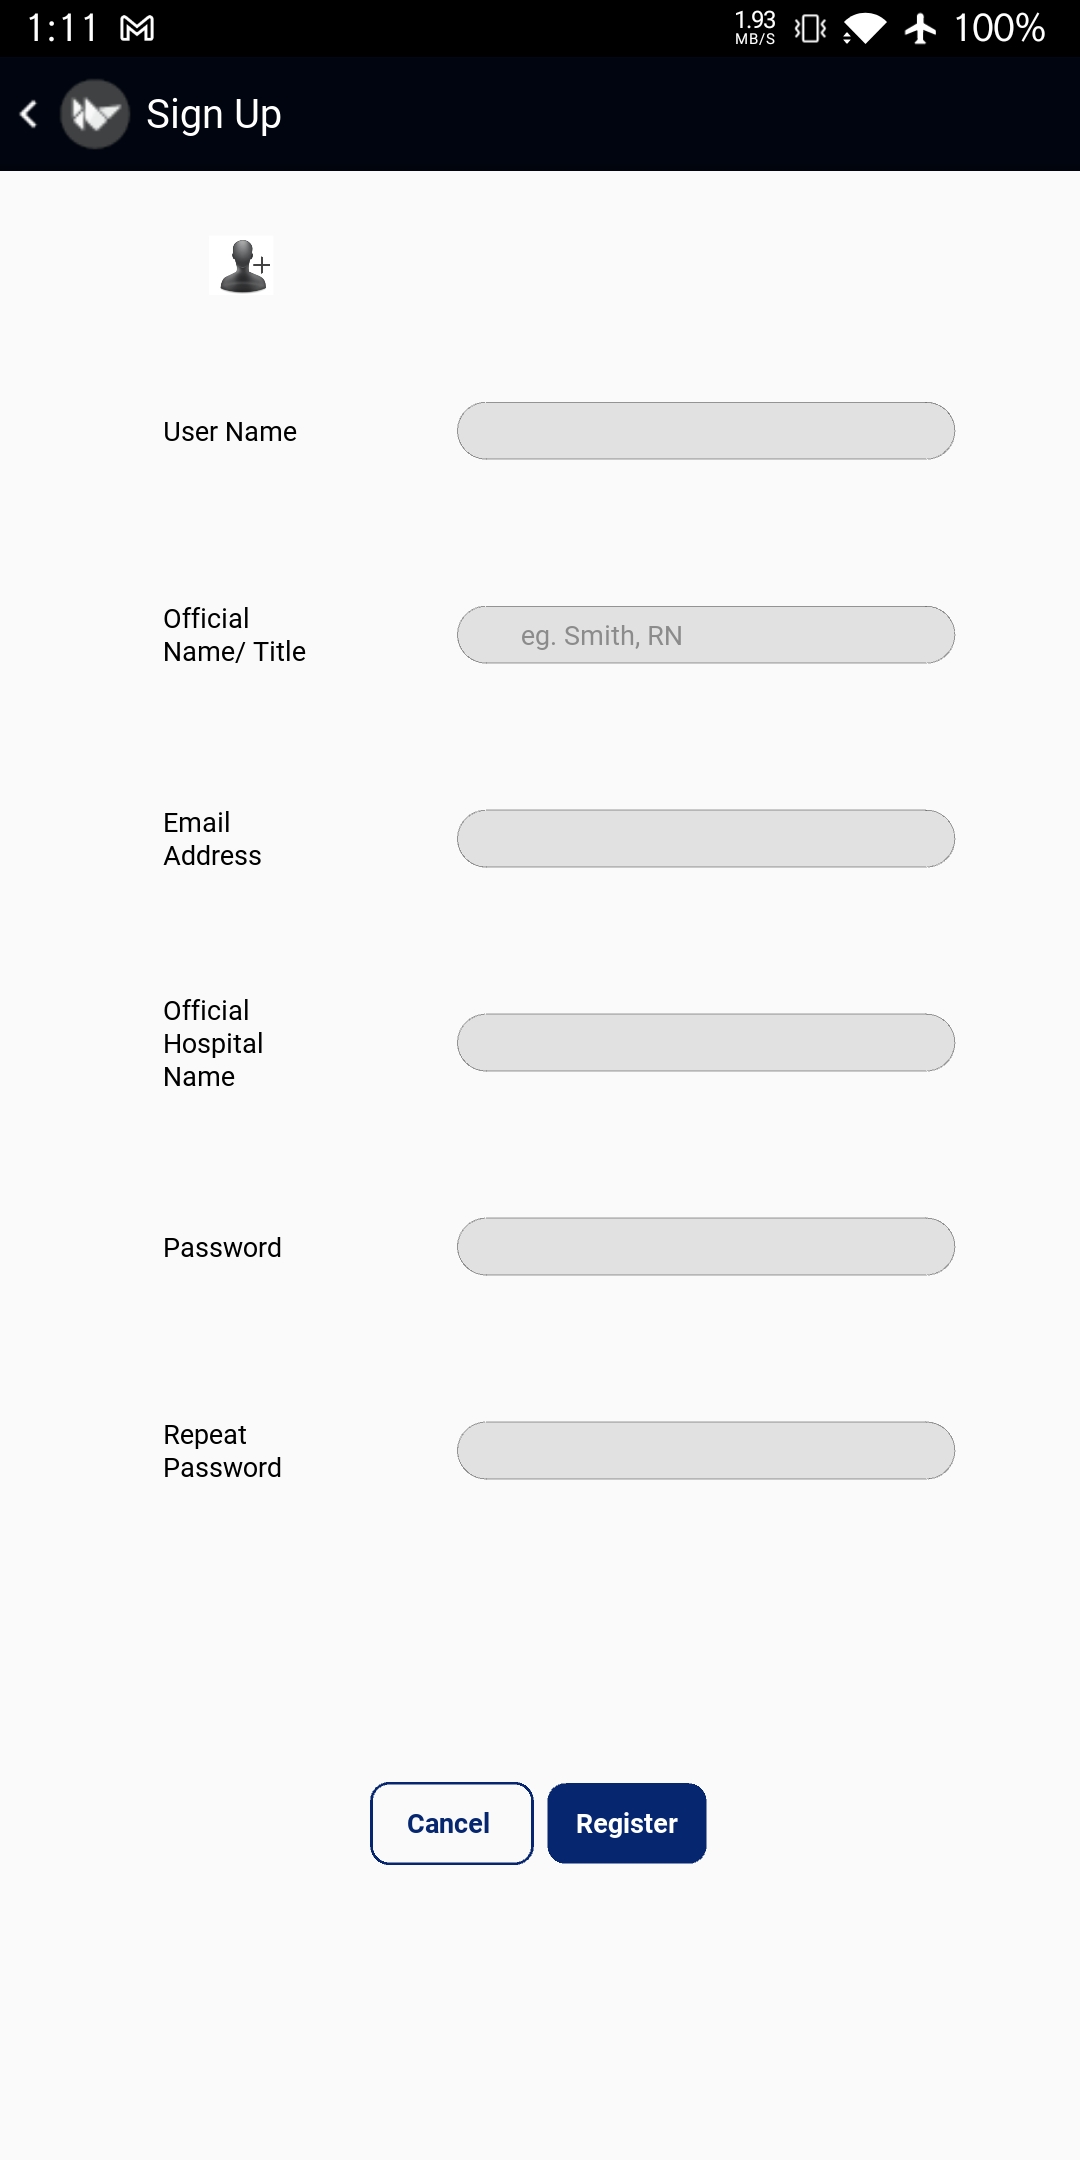 1:11 1.93 MB/S 100%
Sign Up
User Name
Official
Name/ Title
eg. Smith, RN
Email
Address
Official
Hospital
Name
Password
Repeat
Password
Cancel Register